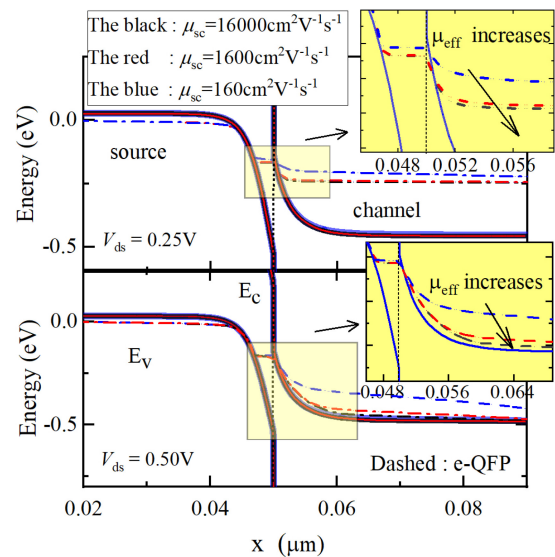 The black : μsc=16000cm²V⁻¹s⁻¹
The red : μsc=1600cm²V⁻¹s⁻¹
The blue : μsc=160cm²V⁻¹s⁻¹
μeff increases
0.048 0.052 0.056
0.0
source
Energy (eV)
channel
-0.5
Vds = 0.25V
EC
μeff increases
0.048 0.056 0.064
0.0
EV
Energy (eV)
-0.5
Vds = 0.50V
Dashed : e-QFP
0.02 0.04 0.06 0.08
x (μm)